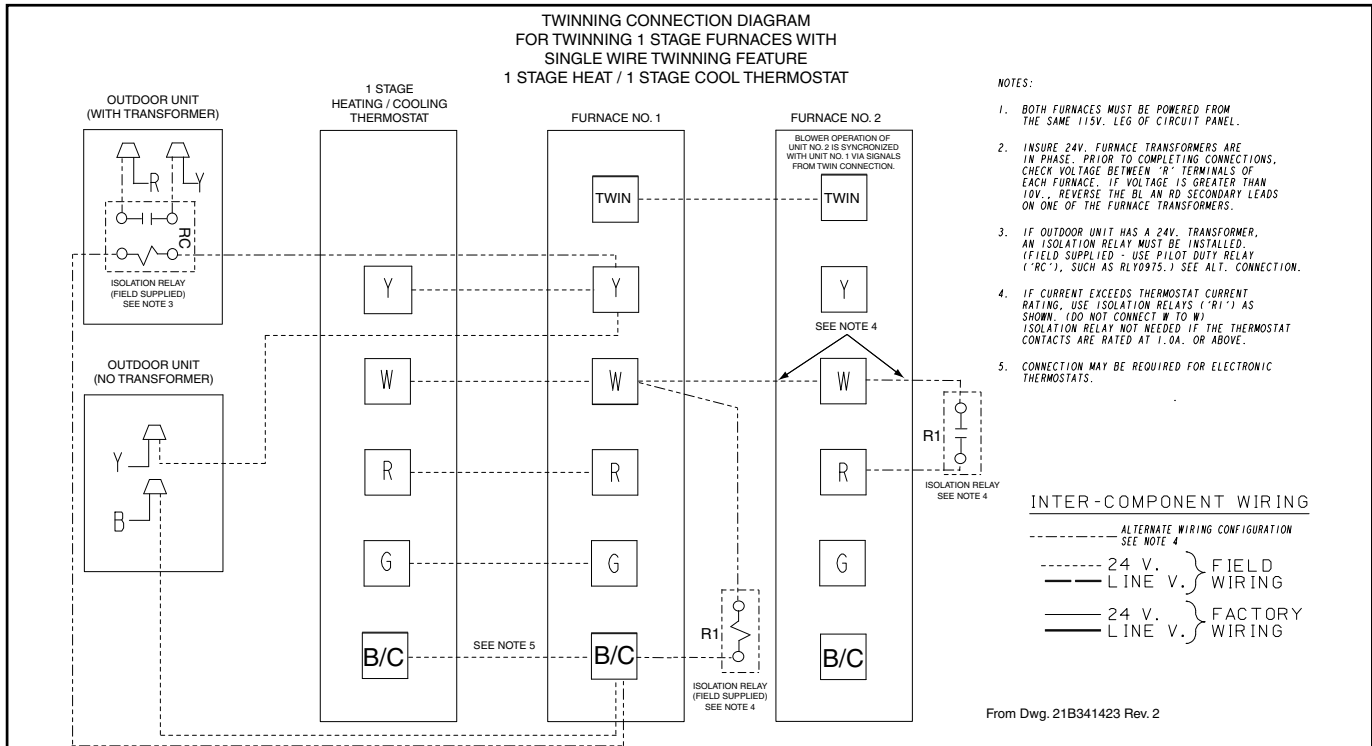 TWINNING CONNECTION DIAGRAM
FOR TWINNING 1 STAGE FURNACES WITH
SINGLE WIRE TWINNING FEATURE
1 STAGE HEAT / 1 STAGE COOL THERMOSTAT
OUTDOOR UNIT
(WITH TRANSFORMER)
R
Y
RC
ISOLATION RELAY
(FIELD SUPPLIED)
SEE NOTE 3
OUTDOOR UNIT
(NO TRANSFORMER)
Y
B
1 STAGE
HEATING / COOLING
THERMOSTAT
Y
W
R
G
B/C
SEE NOTE 5
FURNACE NO. 1
TWIN
Y
W
R
G
B/C
R1
ISOLATION RELAY
(FIELD SUPPLIED)
SEE NOTE 4
FURNACE NO. 2
BLOWER OPERATION OF
UNIT NO. 2 IS SYNCRONIZED
WITH UNIT NO. 1 VIA SIGNALS
FROM TWIN CONNECTION.
TWIN
Y
SEE NOTE 4
W
R
G
B/C
R1
ISOLATION RELAY
SEE NOTE 4
NOTES:
1. BOTH FURNACES MUST BE POWERED FROM
THE SAME 115V. LEG OF CIRCUIT PANEL.
2. INSURE 24V. FURNACE TRANSFORMERS ARE
IN PHASE. PRIOR TO COMPLETING CONNECTIONS,
CHECK VOLTAGE BETWEEN 'R' TERMINALS OF
EACH FURNACE. IF VOLTAGE IS GREATER THAN
10V., REVERSE THE BL AN RD SECONDARY LEADS
ON ONE OF THE FURNACE TRANSFORMERS.
3. IF OUTDOOR UNIT HAS A 24V. TRANSFORMER,
AN ISOLATION RELAY MUST BE INSTALLED.
(FIELD SUPPLIED - USE PILOT DUTY RELAY
('RC'), SUCH AS RLY0975.) SEE ALT. CONNECTION.
4. IF CURRENT EXCEEDS THERMOSTAT CURRENT
RATING, USE ISOLATION RELAYS ('R1') AS
SHOWN. (DO NOT CONNECT W TO W)
ISOLATION RELAY NOT NEEDED IF THE THERMOSTAT
CONTACTS ARE RATED AT 1.0A. OR ABOVE.
5. CONNECTION MAY BE REQUIRED FOR ELECTRONIC
THERMOSTATS.
INTER-COMPONENT WIRING
ALTERNATE WIRING CONFIGURATION
SEE NOTE 4
24 V.
LINE V.
FIELD
WIRING
24 V.
LINE V.
FACTORY
WIRING
From Dwg. 21B341423 Rev. 2